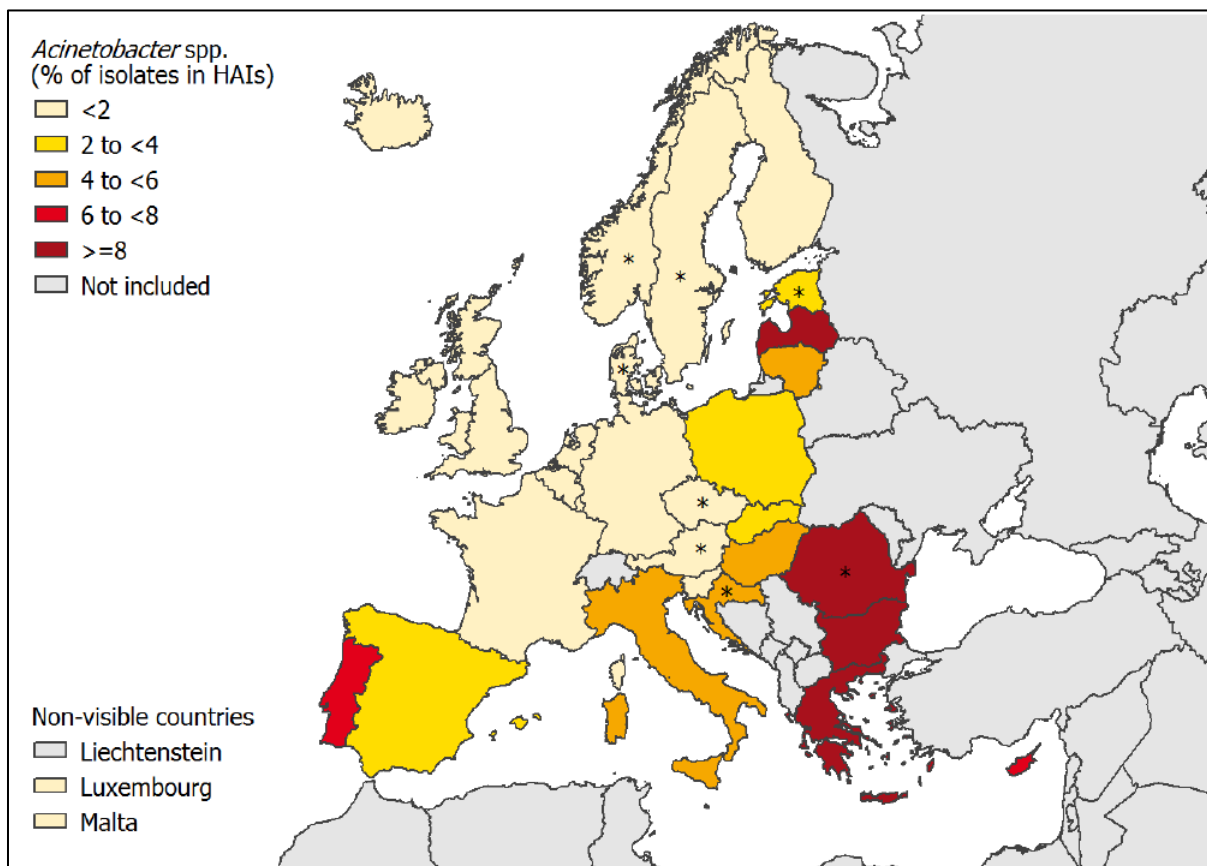 Acinetobacter spp.
(% of isolates in HAIs)
<2
2 to <4
4 to <6
6 to <8
>=8
Not included
*
*
*
*
*
*
*
*
Non-visible countries
Liechtenstein
Luxembourg
Malta